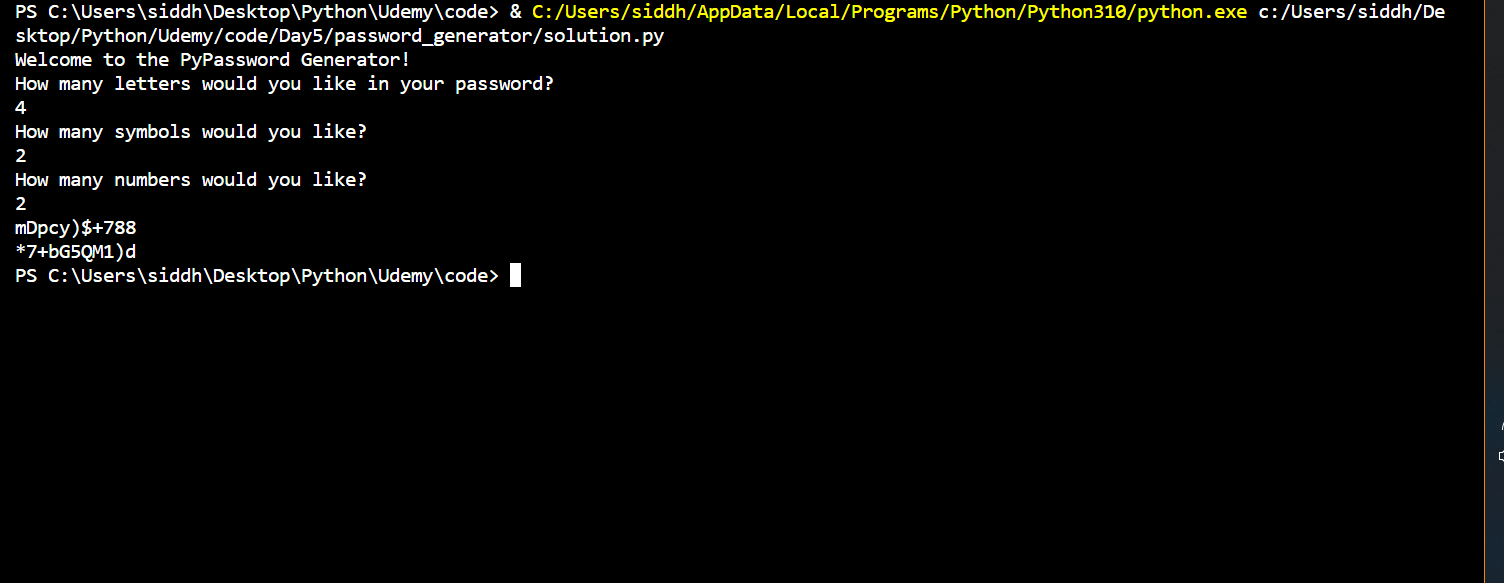 PS C:\Users\siddh\Desktop\Python\Udemy\code> & C:/Users/siddh/AppData/Local/Programs/Python/Python310/python.exe c:/Users/siddh/De
sktop/Python/Udemy/code/Day5/password_generator/solution.py
Welcome to the PyPassword Generator!
How many letters would you like in your password?
4
How many symbols would you like?
2
How many numbers would you like?
2
mDpcy)$+788
*7+bG5QM1)d
PS C:\Users\siddh\Desktop\Python\Udemy\code>